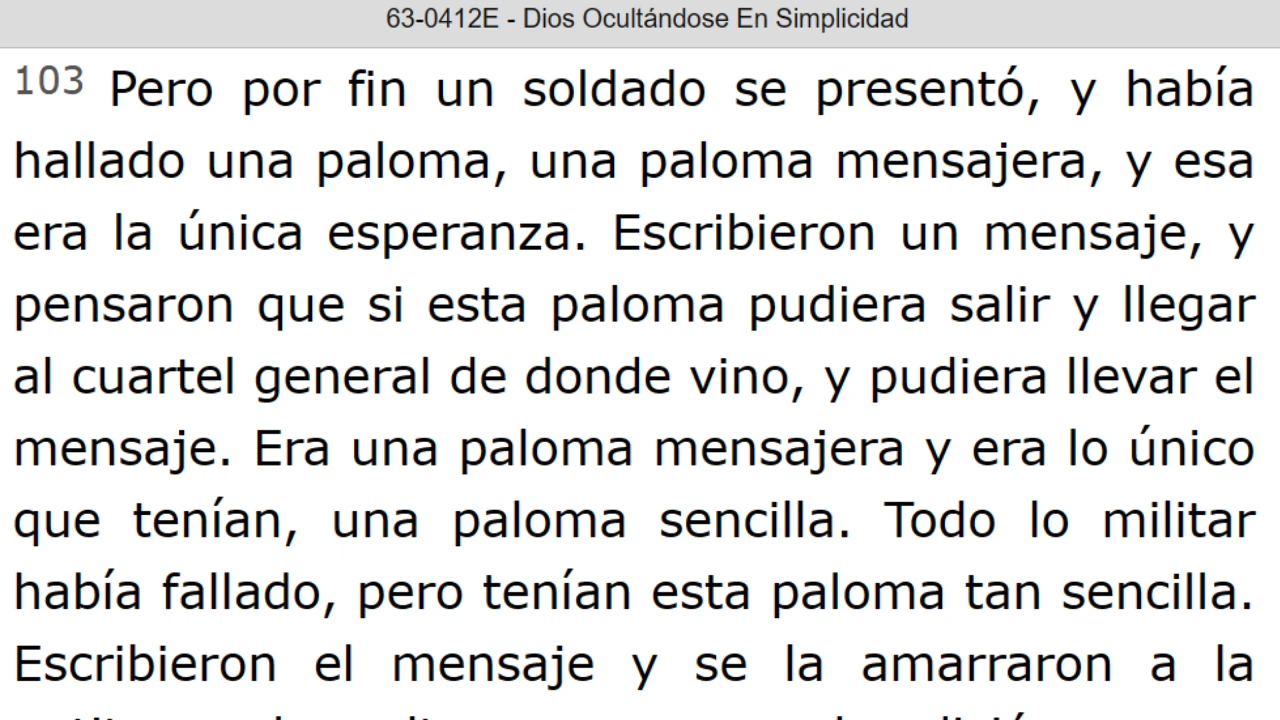 63-0412E - Dios Ocultándose En Simplicidad
103 Pero por fin un soldado se presentó, y había
hallado una paloma, una paloma mensajera, y esa
era la única esperanza. Escribieron un mensaje, y
pensaron que si esta paloma pudiera salir y llegar
al cuartel general de donde vino, y pudiera llevar el
mensaje. Era una paloma mensajera y era lo único
que tenían, una paloma sencilla. Todo lo militar
había fallado, pero tenían esta paloma tan sencilla.
Escribieron el mensaje y se la amarraron a la